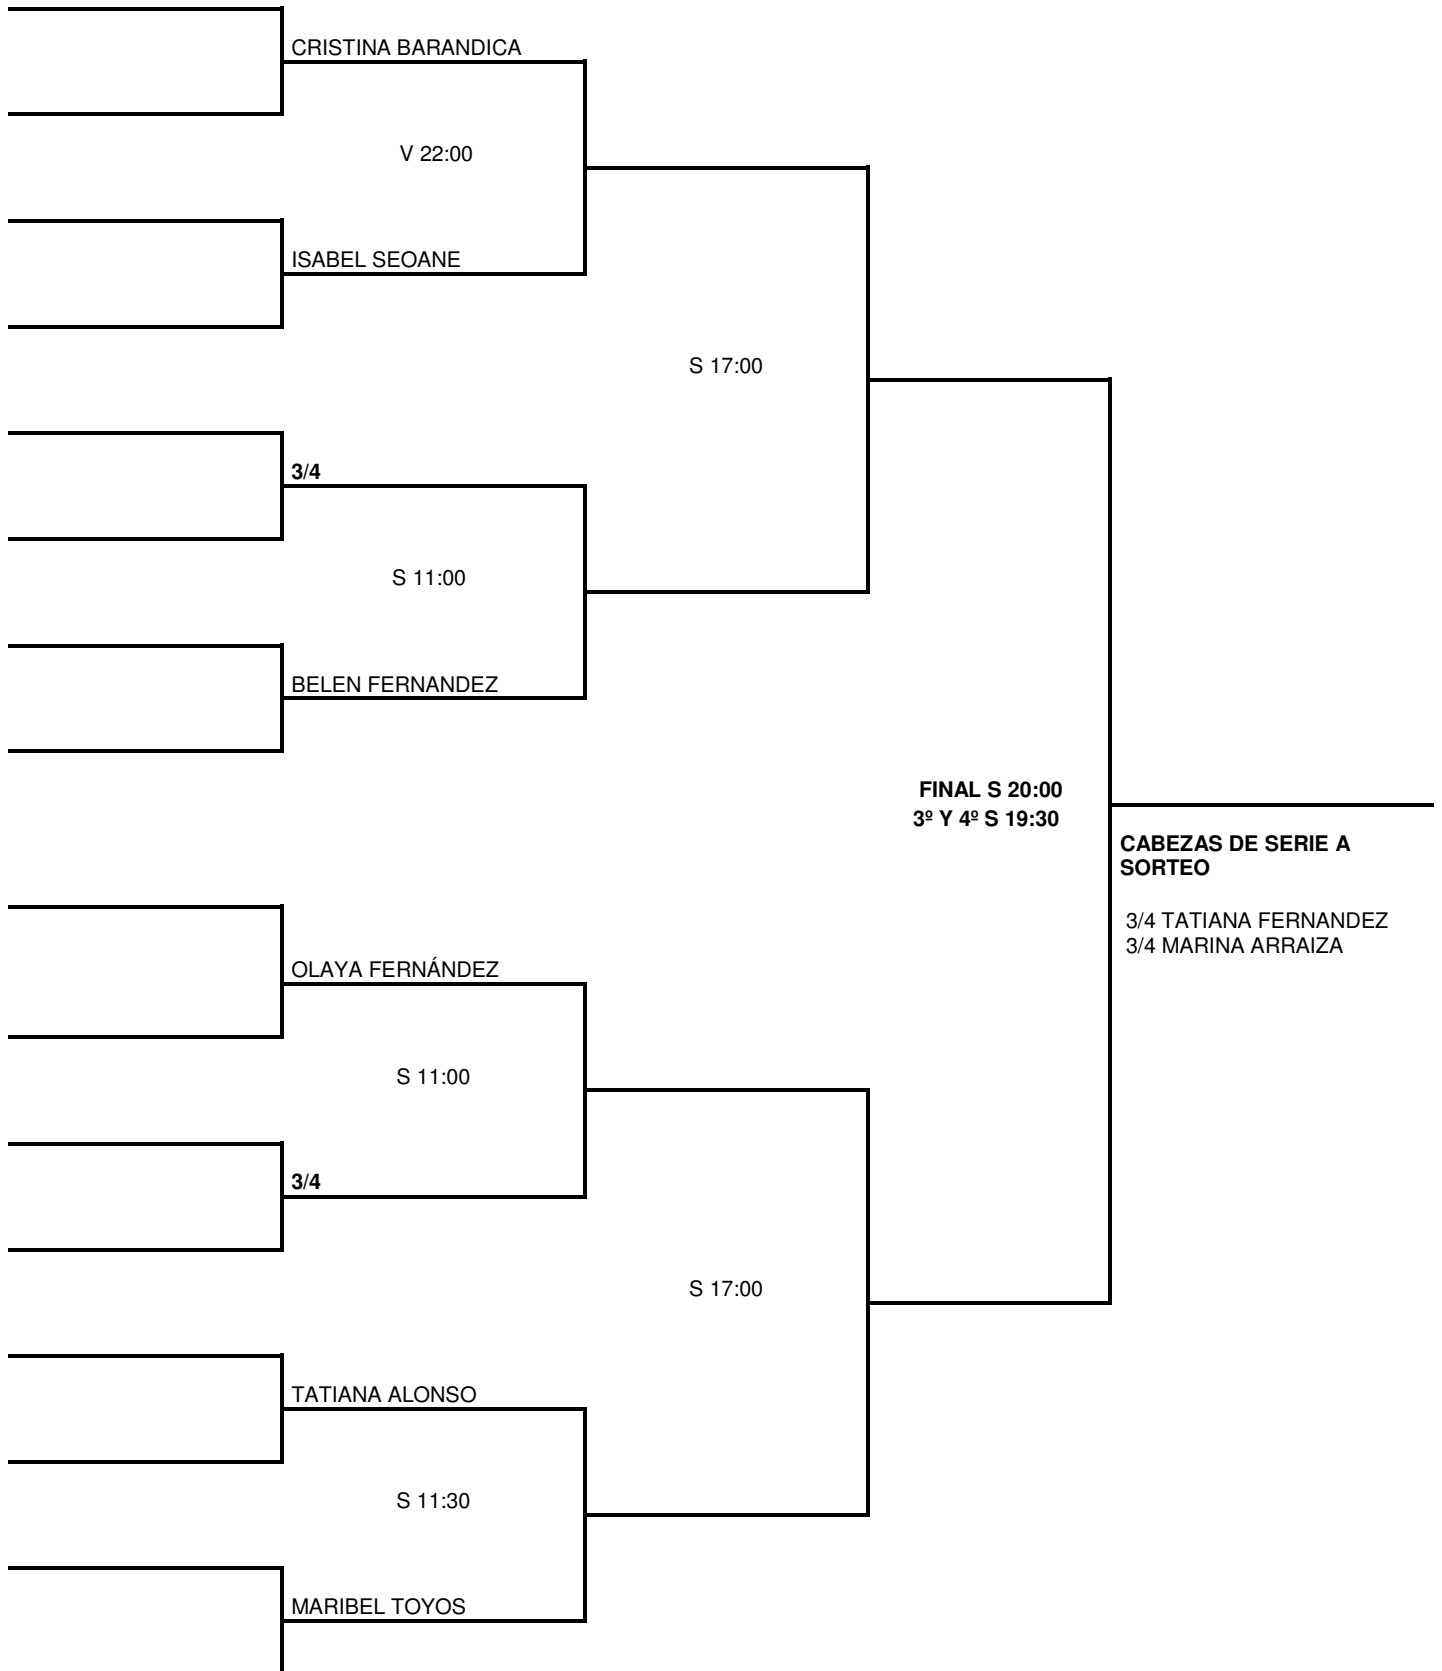 CRISTINA BARANDICA
V 22:00
ISABEL SEOANE
S 17:00
3/4
S 11:00
BELEN FERNANDEZ
FINAL S 20:00
3º Y 4º S 19:30
CABEZAS DE SERIE A
SORTEO
3/4 TATIANA FERNANDEZ
3/4 MARINA ARRAIZA
OLAYA FERNÁNDEZ
S 11:00
3/4
S 17:00
TATIANA ALONSO
S 11:30
MARIBEL TOYOS